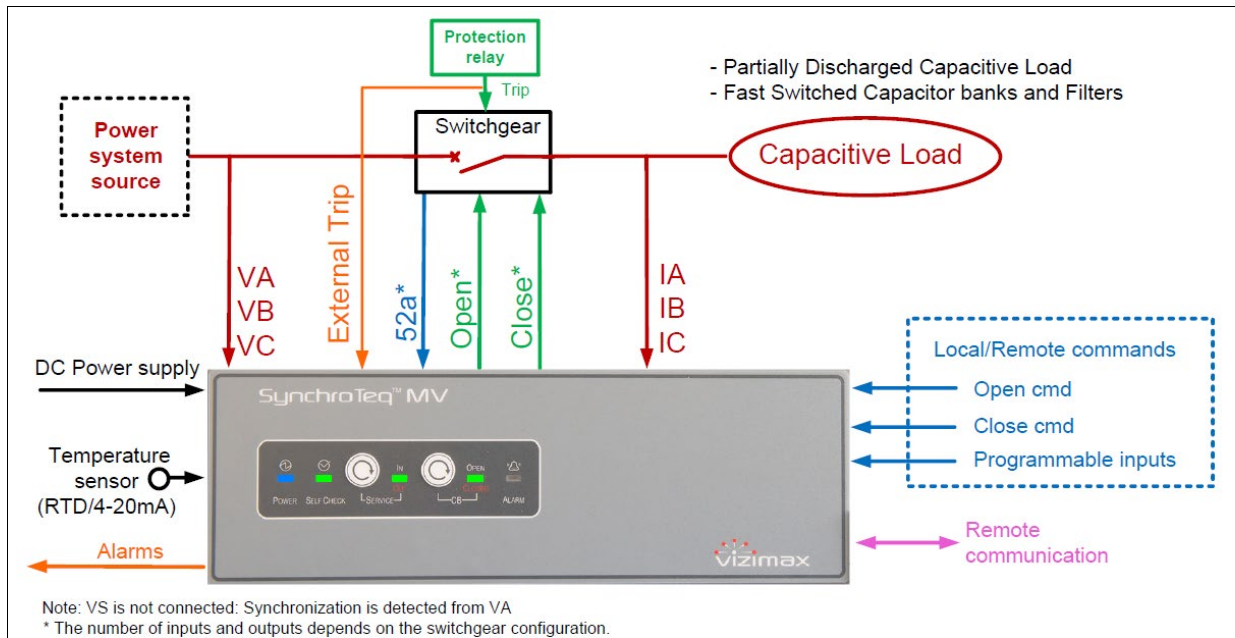 Protection
relay
Trip
- Partially Discharged Capacitive Load
- Fast Switched Capacitor banks and Filters
Power
system
source
Switchgear
Capacitive Load
External Trip
52a*
Open*
Close*
VA
VB
VC
IA
IB
IC
DC Power supply
Temperature
sensor
(RTD/4-20mA)
Alarms
SynchroTeq™ MV
IN
OPEN
CLOSED
POWER
SELF CHECK
SERVICE
CB
ALARM
vizimax
Local/Remote commands
Open cmd
Close cmd
Programmable inputs
Remote
communication
Note: VS is not connected: Synchronization is detected from VA
* The number of inputs and outputs depends on the switchgear configuration.